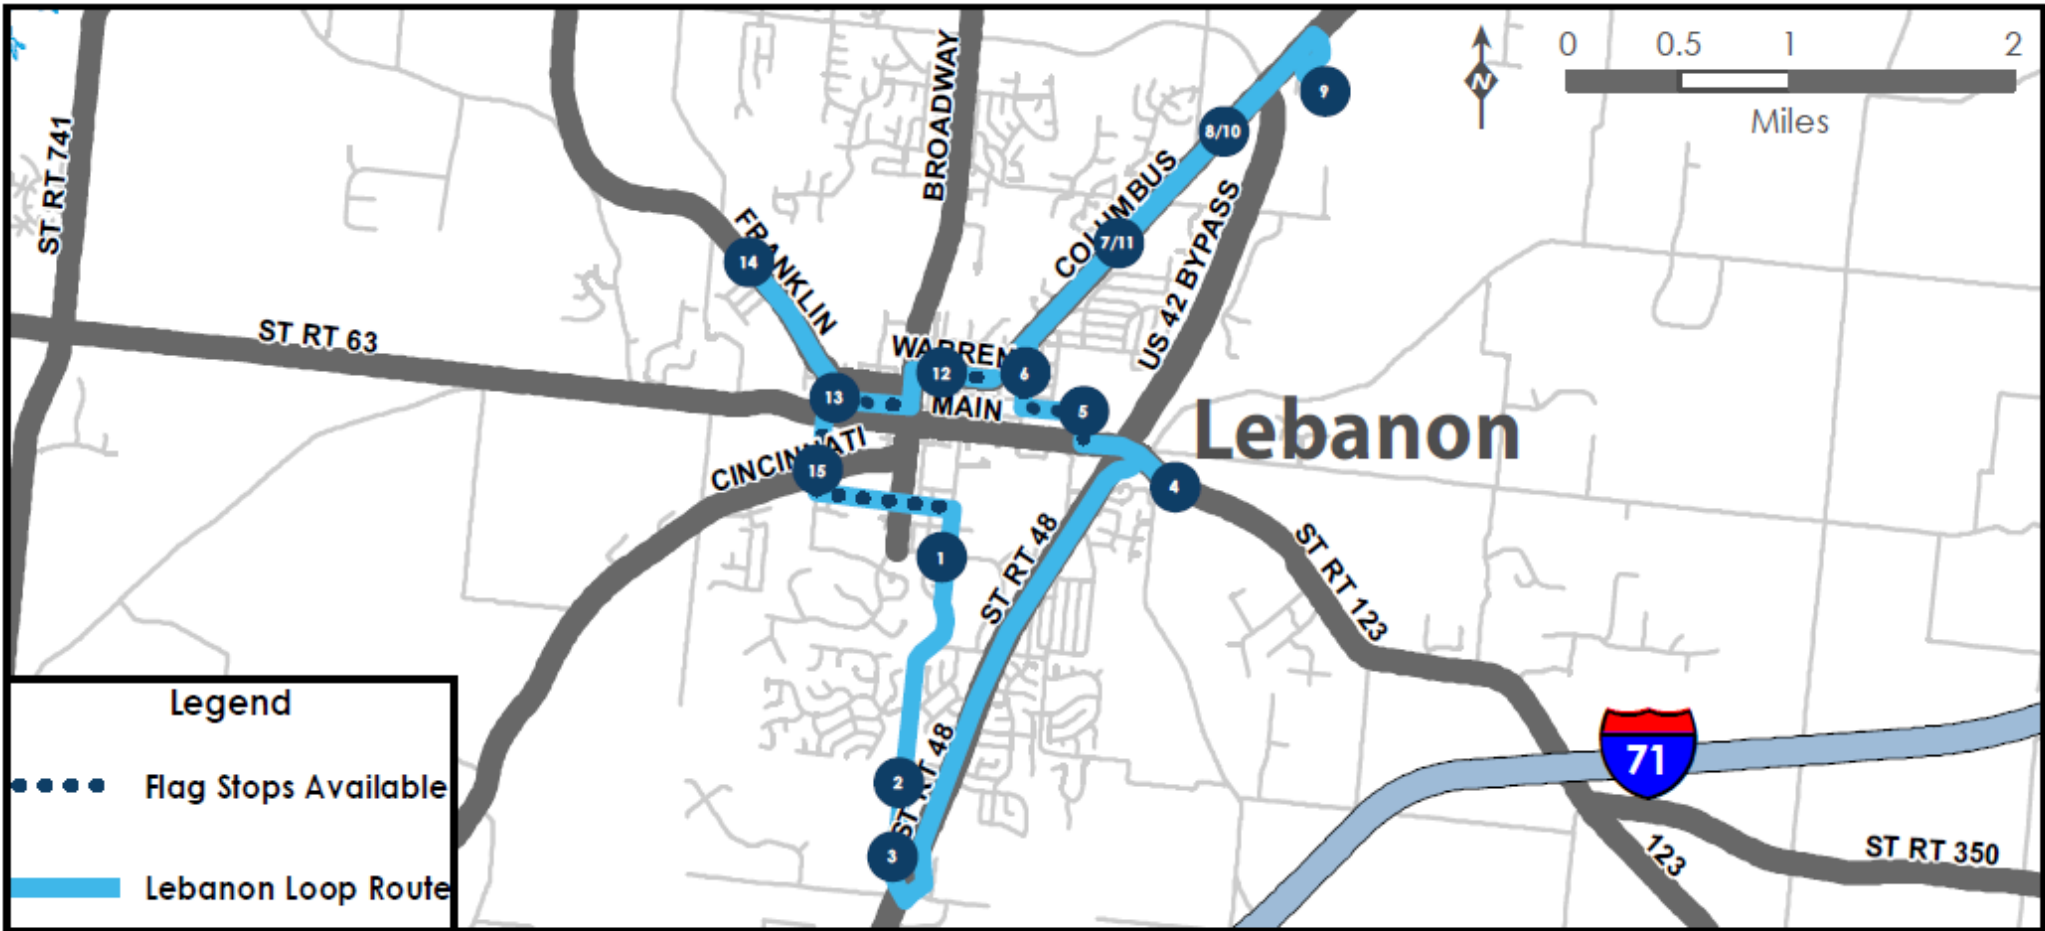 0 0.5 1 2
Miles
N
ST RT 741
BROADWAY
9
8/10
COLUMBUS
US 42 BYPASS
7/11
FRANKLIN
14
ST RT 63
WARREN
12
6
13
MAIN
5
Lebanon
CINCINNATI
15
4
1
ST RT 48
ST RT 123
2
ST RT 48
3
71
123
ST RT 350
Legend
Flag Stops Available
Lebanon Loop Route